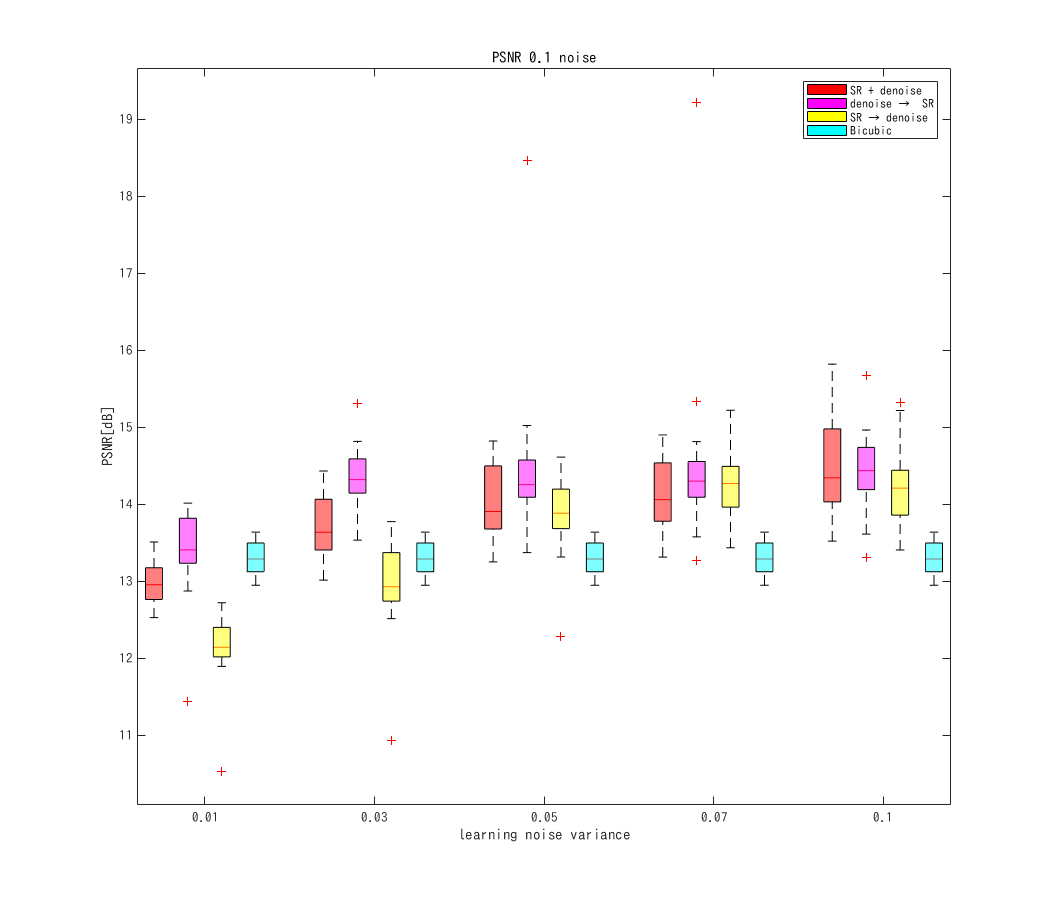 PSNR 0.1 noise
SR + denoise
denoise → SR
SR → denoise
Bicubic
19
18
17
16
15
14
13
12
11
PSNR[dB]
0.01 0.03 0.05 0.07 0.1
learning noise variance